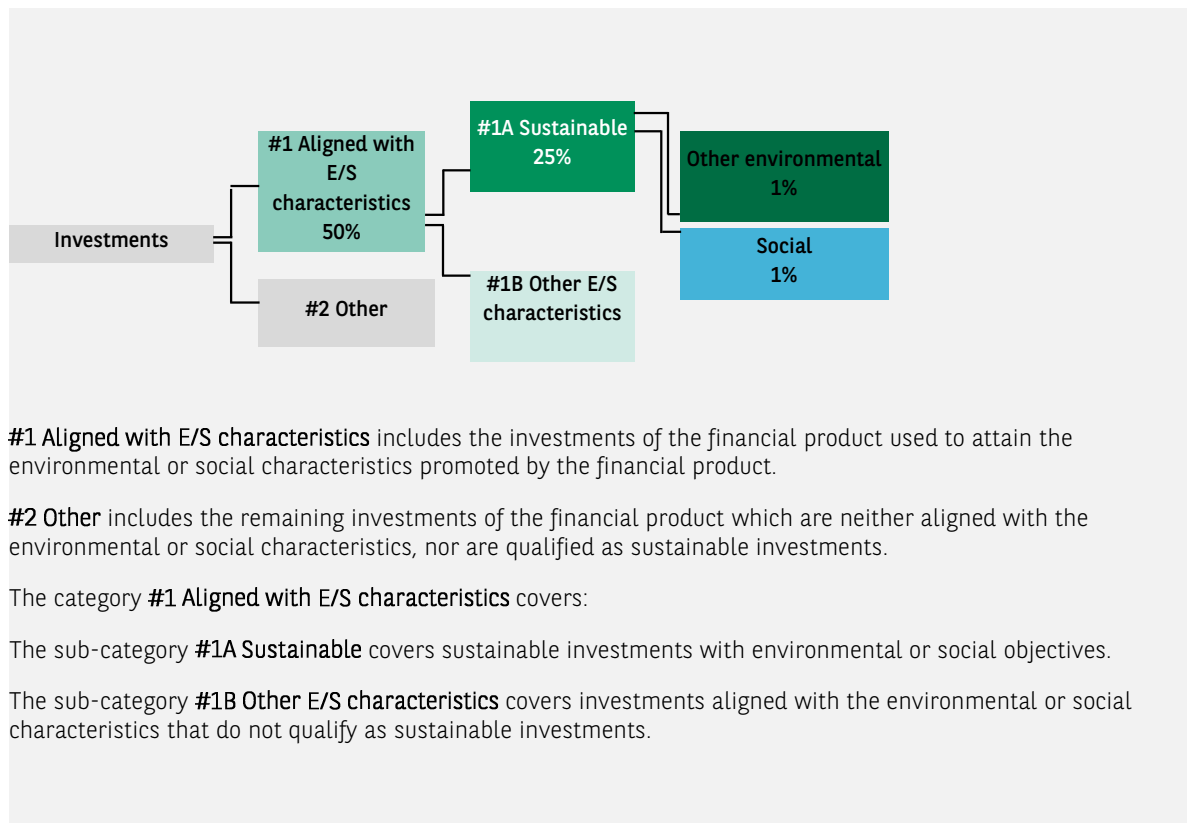 #1A Sustainable
25%
#1 Aligned with
E/S
characteristics
50%
Other environmental
1%
Investments
Social
1%
#2 Other
#1B Other E/S
characteristics
#1 Aligned with E/S characteristics includes the investments of the financial product used to attain the
environmental or social characteristics promoted by the financial product.
#2 Other includes the remaining investments of the financial product which are neither aligned with the
environmental or social characteristics, nor are qualified as sustainable investments.
The category #1 Aligned with E/S characteristics covers:
The sub-category #1A Sustainable covers sustainable investments with environmental or social objectives.
The sub-category #1B Other E/S characteristics covers investments aligned with the environmental or social
characteristics that do not qualify as sustainable investments.